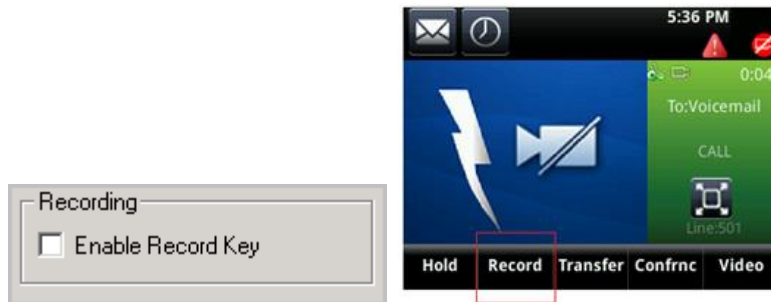 Recording
Enable Record Key
5:36 PM
0:04
To:Voicemail
CALL
Line:501
Hold Record Transfer Confrnc Video